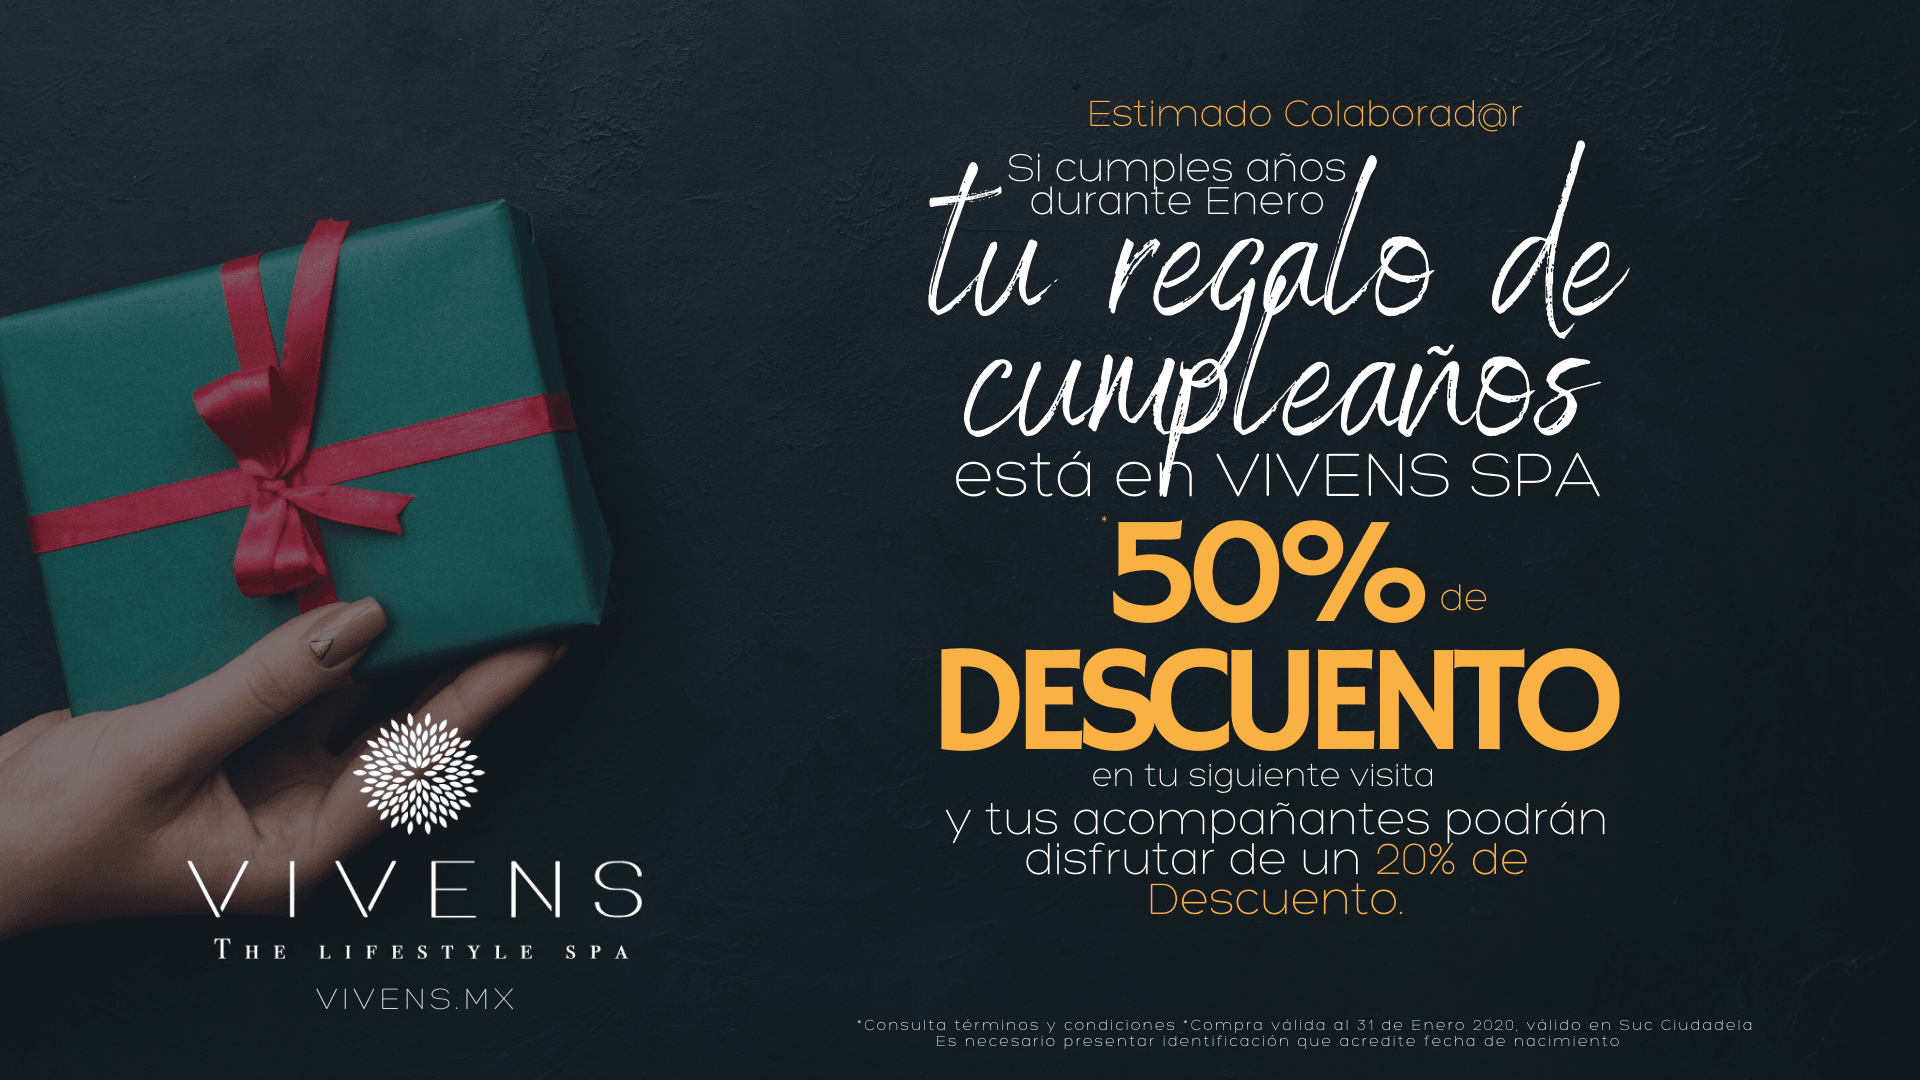 Estimado Colaborad@r
Si cumples años
durante Enero
tu regalo de
cumpleaños
está en VIVENS SPA
*50% de
DESCUENTO
en tu siguiente visita
y tus acompañantes podrán
disfrutar de un 20% de
Descuento.
VIVENS
THE LIFESTYLE SPA
VIVENS.MX
*Consulta términos y condiciones *Compra válida al 31 de Enero 2020, válido en Suc Ciudadela
Es necesario presentar identificación que acredite fecha de nacimiento